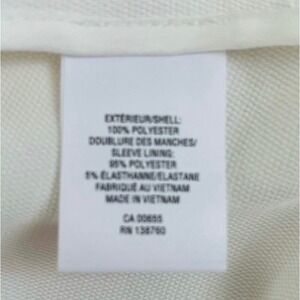 EXTÉRIEUR/SHELL:
100% POLYESTER
DOUBLURE DES MANCHES/
SLEEVE LINING:
95% POLYESTER
5% ÉLASTHANNE/ELASTANE
FABRIQUÉ AU VIETNAM
MADE IN VIETNAM
CA 00655
RN 138760